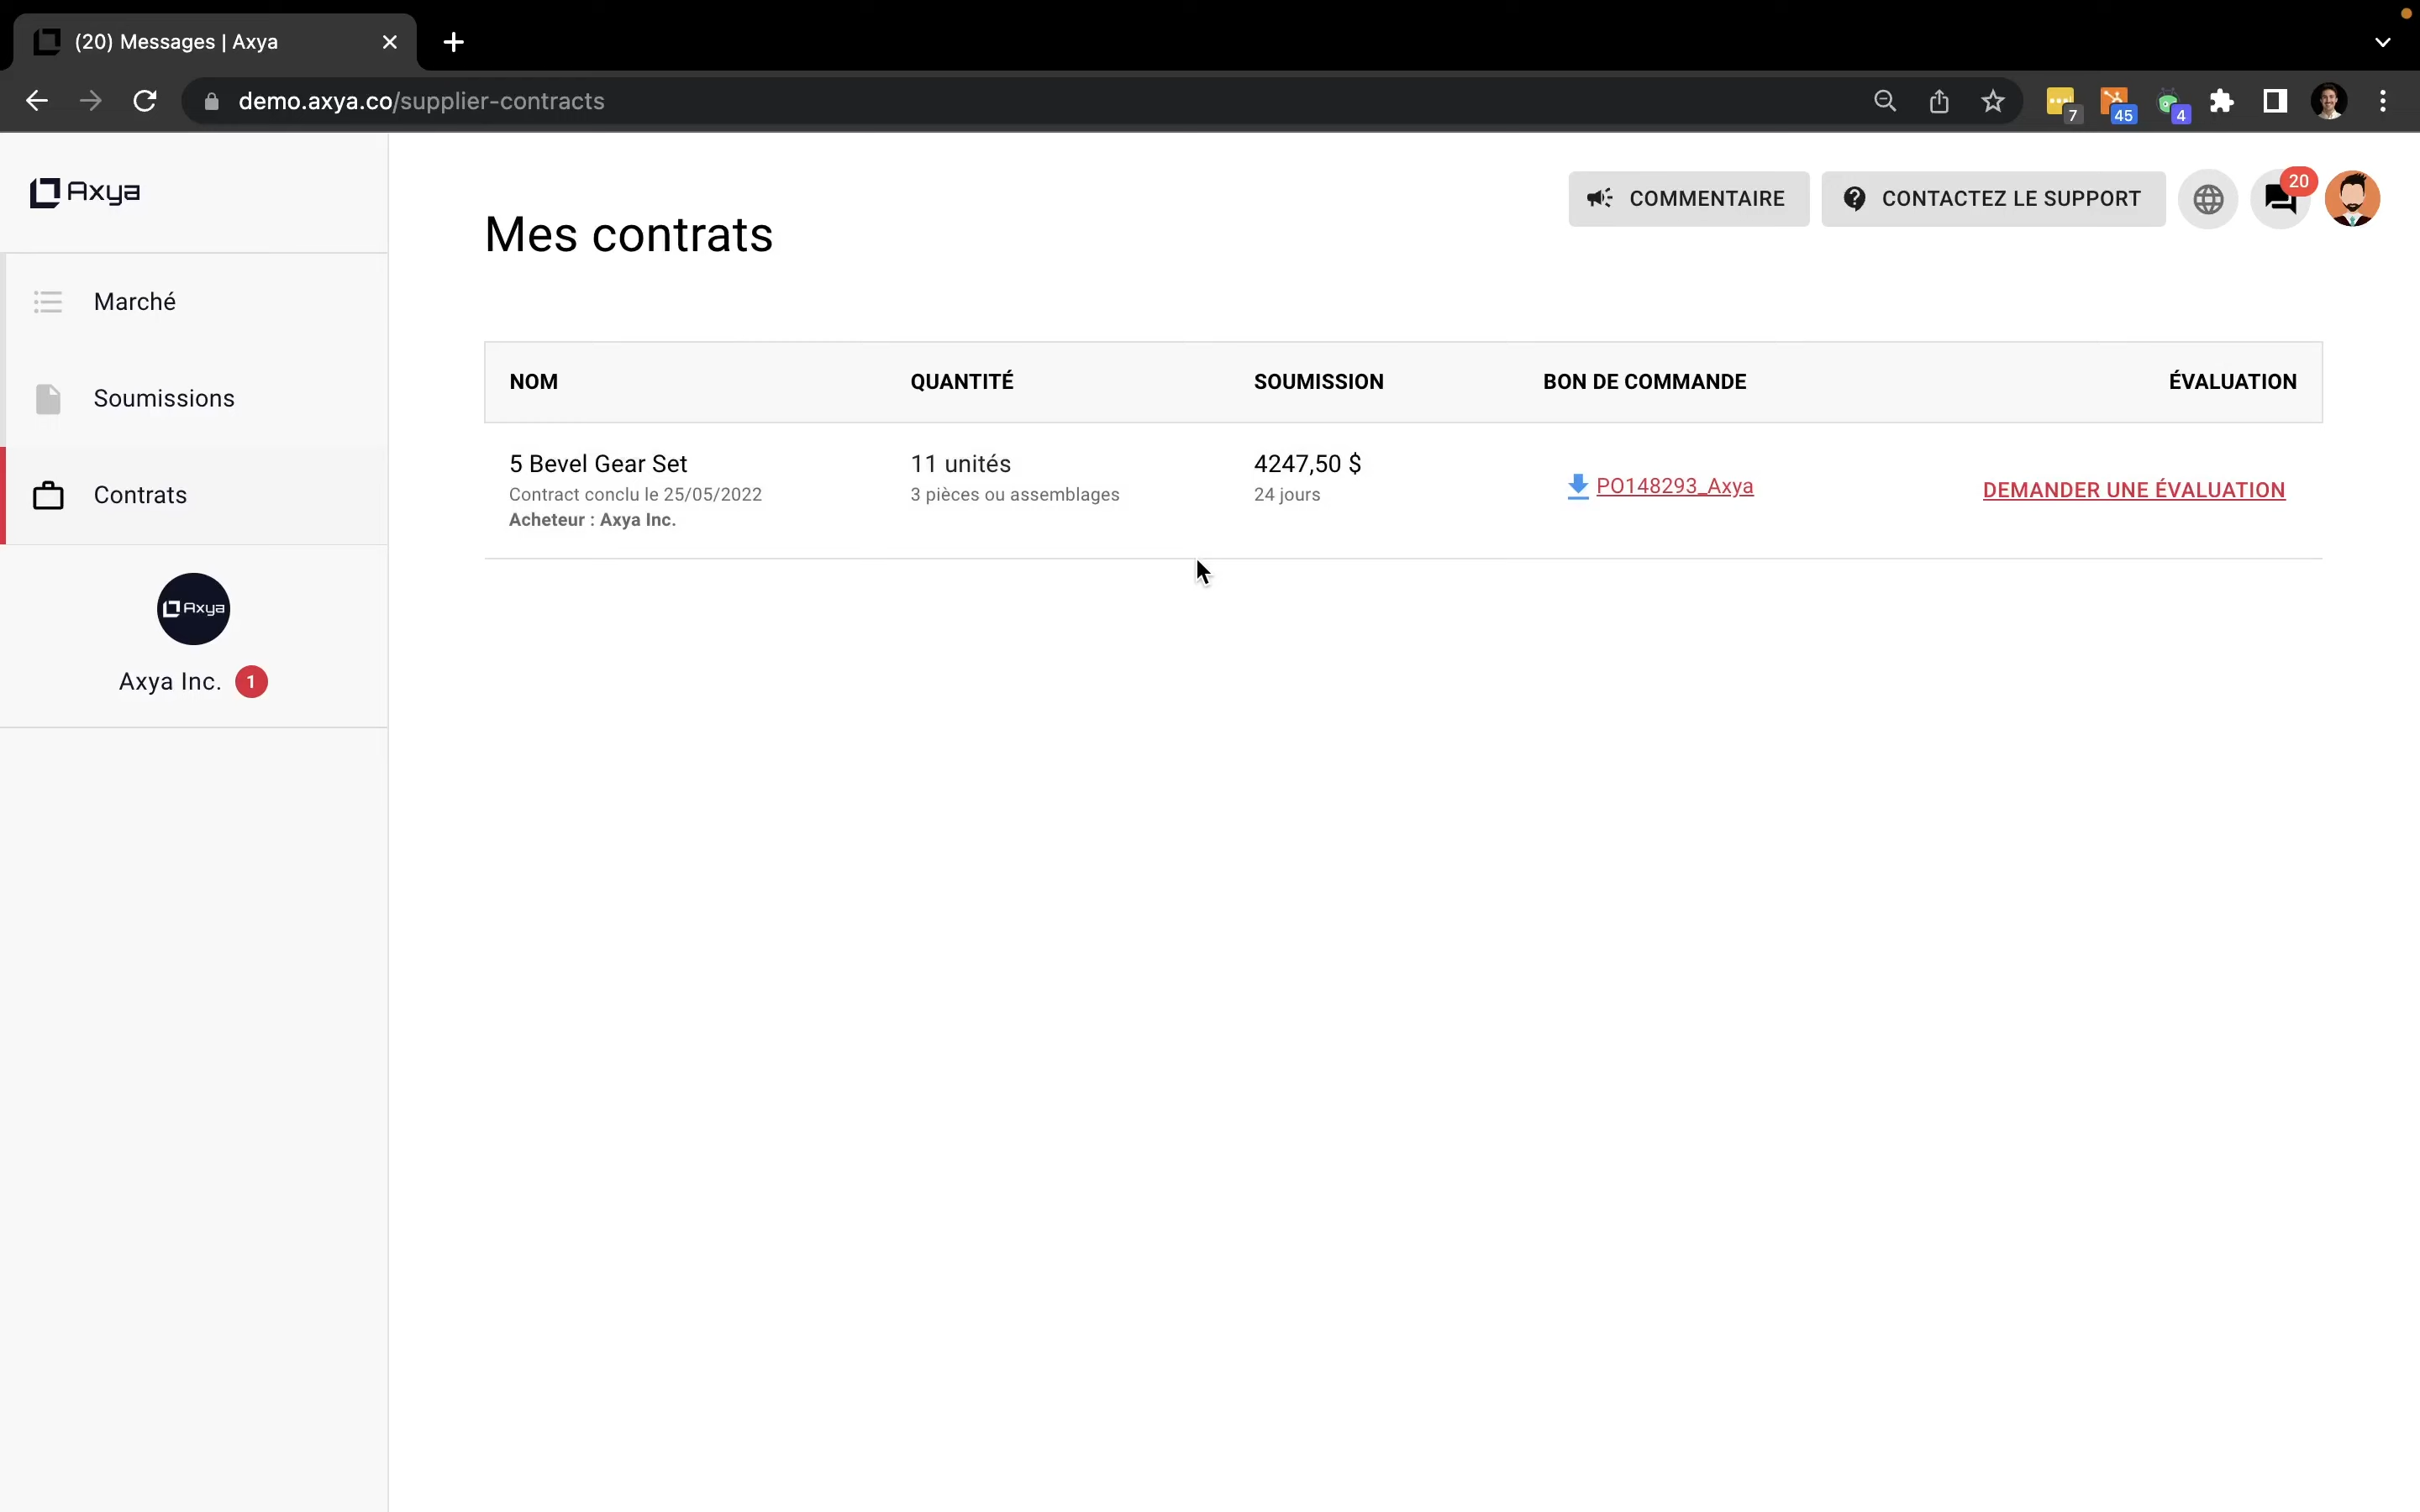 (20) Messages | Axya
demo.axya.co/supplier-contracts
7
45
4
Axya
COMMENTAIRE
CONTACTEZ LE SUPPORT
20
Mes contrats
Marché
Soumissions
Contrats
Axya
Axya Inc. 1
NOM QUANTITÉ SOUMISSION BON DE COMMANDE ÉVALUATION
5 Bevel Gear Set 11 unités 4247,50 $ PO148293_Axya DEMANDER UNE ÉVALUATION
Contract conclu le 25/05/2022 3 pièces ou assemblages 24 jours
Acheteur : Axya Inc.